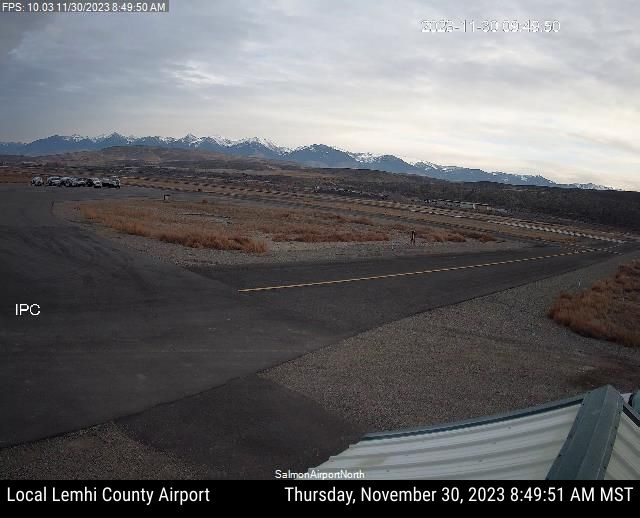 FPS: 10.03 11/30/2023 8:49:50 AM
2023-11-30 09:49:50
IPC
SalmonAirportNorth
Local Lemhi County Airport Thursday, November 30, 2023 8:49:51 AM MST